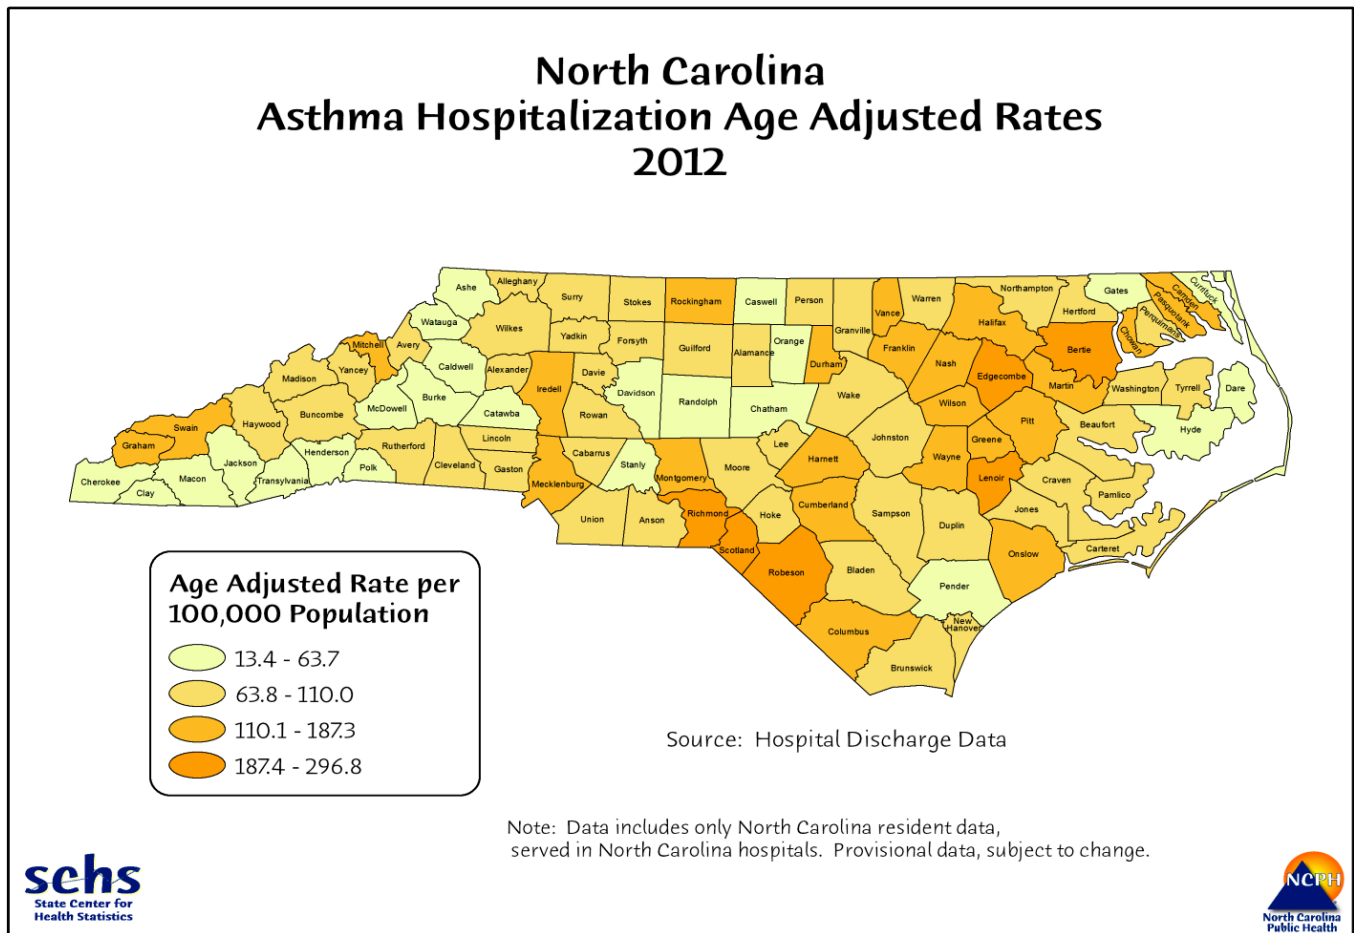 North Carolina
Asthma Hospitalization Age Adjusted Rates
2012
Ashe
Alleghany
Surry
Stokes
Rockingham
Caswell
Person
Granville
Vance
Warren
Northampton
Hertford
Gates
Camden
Currituck
Pasquotank
Perquimans
Chowan
Halifax
Bertie
Watauga
Wilkes
Yadkin
Forsyth
Guilford
Alamance
Orange
Durham
Franklin
Nash
Edgecombe
Martin
Washington
Tyrrell
Dare
Mitchell
Avery
Caldwell
Alexander
Iredell
Davie
Davidson
Randolph
Chatham
Wake
Wilson
Pitt
Beaufort
Hyde
Madison
Yancey
McDowell
Burke
Catawba
Rowan
Buncombe
Haywood
Swain
Graham
Jackson
Henderson
Rutherford
Lincoln
Cleveland
Gaston
Cabarrus
Stanly
Montgomery
Moore
Lee
Harnett
Johnston
Wayne
Greene
Lenoir
Craven
Pamlico
Cherokee
Clay
Macon
Transylvania
Polk
Mecklenburg
Union
Anson
Richmond
Scotland
Hoke
Cumberland
Sampson
Duplin
Jones
Onslow
Carteret
Robeson
Bladen
Pender
New
Hanover
Columbus
Brunswick
Age Adjusted Rate per
100,000 Population
13.4 - 63.7
63.8 - 110.0
110.1 - 187.3
187.4 - 296.8
Source: Hospital Discharge Data
Note: Data includes only North Carolina resident data,
served in North Carolina hospitals. Provisional data, subject to change.
schs
State Center for
Health Statistics
NCPH
North Carolina
Public Health